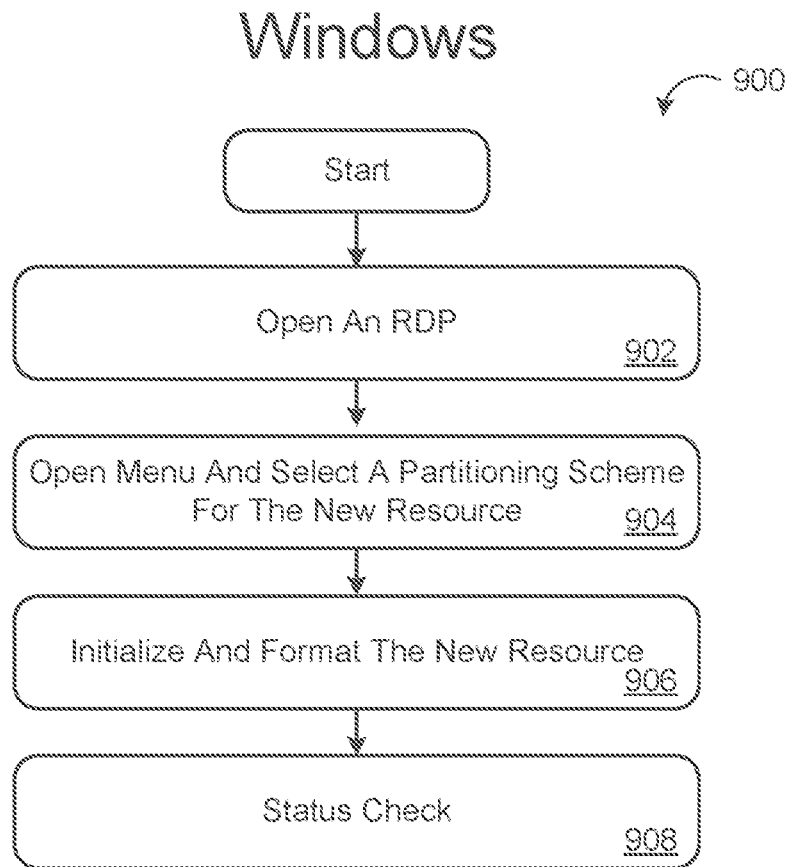 Windows
900
Start
Open An RDP
902
Open Menu And Select A Partitioning Scheme
For The New Resource
904
Initialize And Format The New Resource
906
Status Check
908